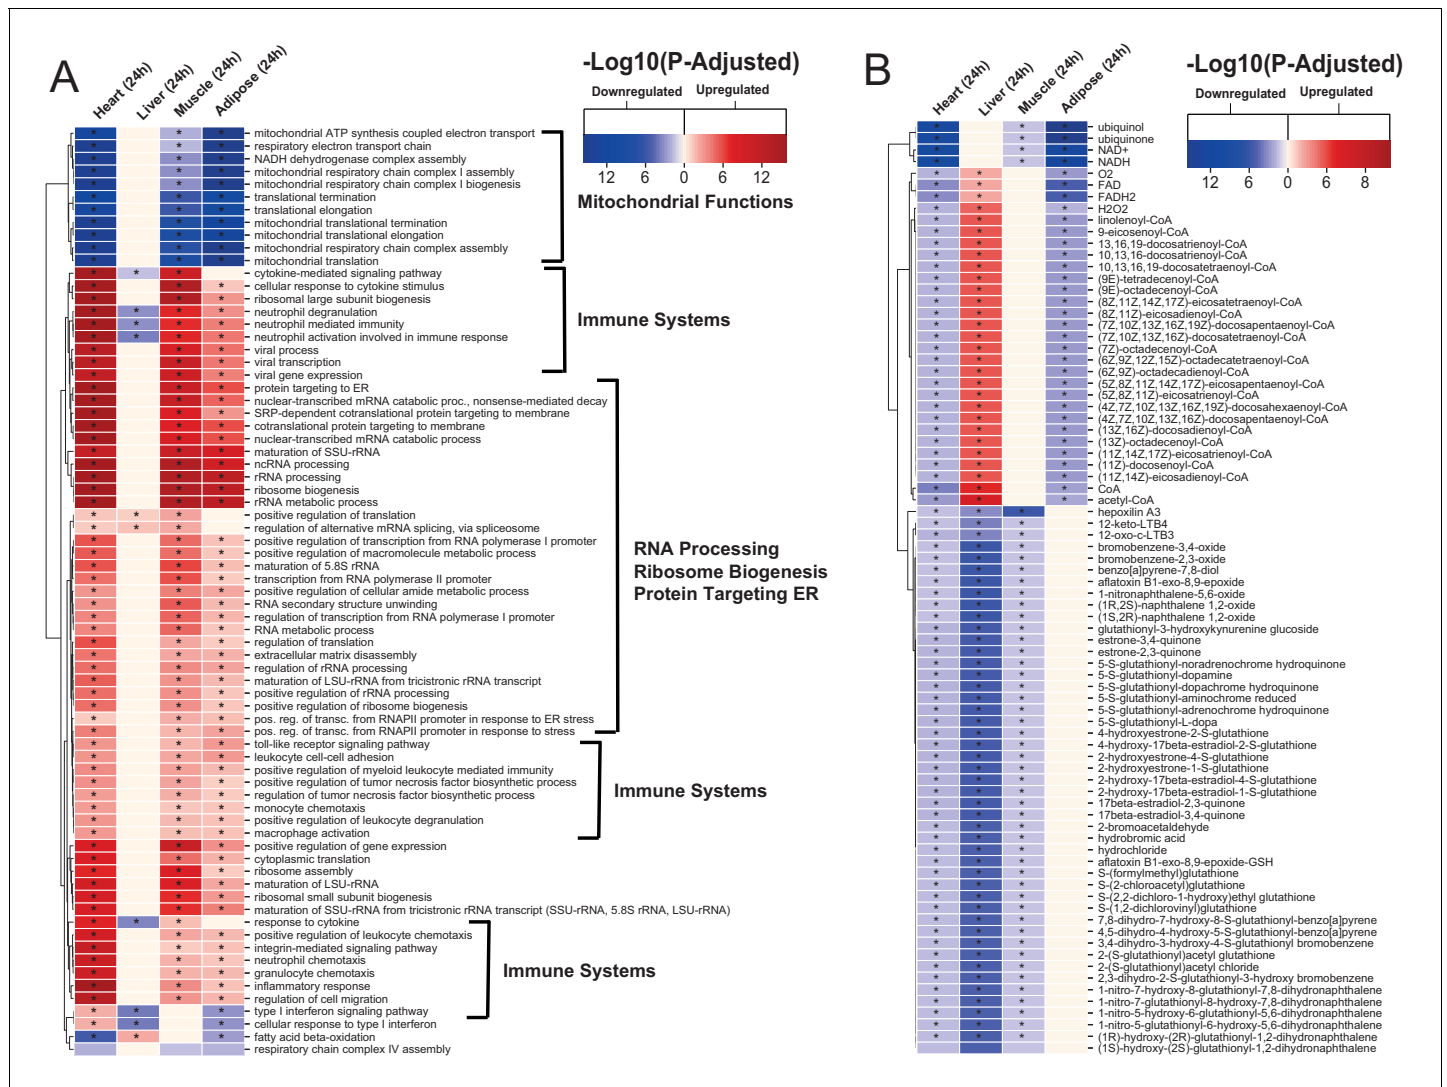 A
Heart (24h)
Liver (24h)
Muscle (24h)
Adipose (24h)
-Log10(P-Adjusted)
Downregulated
Upregulated
12 6 0 6 12
mitochondrial ATP synthesis coupled electron transport
respiratory electron transport chain
NADH dehydrogenase complex assembly
mitochondrial respiratory chain complex I assembly
mitochondrial respiratory chain complex I biogenesis
translational termination
translational elongation
mitochondrial translational termination
mitochondrial translational elongation
mitochondrial respiratory chain complex assembly
mitochondrial translation
Mitochondrial Functions
cytokine-mediated signaling pathway
cellular response to cytokine stimulus
ribosomal large subunit biogenesis
neutrophil degranulation
neutrophil mediated immunity
neutrophil activation involved in immune response
viral process
viral transcription
viral gene expression
Immune Systems
protein targeting to ER
nuclear-transcribed mRNA catabolic proc., nonsense-mediated decay
SRP-dependent cotranslational protein targeting to membrane
cotranslational protein targeting to membrane
nuclear-transcribed mRNA catabolic process
maturation of SSU-rRNA
ncRNA processing
rRNA processing
ribosome biogenesis
rRNA metabolic process
positive regulation of translation
regulation of alternative mRNA splicing, via spliceosome
positive regulation of transcription from RNA polymerase I promoter
positive regulation of macromolecule metabolic process
maturation of 5.8S rRNA
transcription from RNA polymerase II promoter
positive regulation of cellular amide metabolic process
RNA secondary structure unwinding
regulation of transcription from RNA polymerase I promoter
RNA metabolic process
regulation of translation
extracellular matrix disassembly
regulation of rRNA processing
maturation of LSU-rRNA from tricistronic rRNA transcript
positive regulation of rRNA processing
positive regulation of ribosome biogenesis
pos. reg. of transc. from RNAPII promoter in response to ER stress
pos. reg. of transc. from RNAPII promoter in response to stress
RNA Processing
Ribosome Biogenesis
Protein Targeting ER
toll-like receptor signaling pathway
leukocyte cell-cell adhesion
positive regulation of myeloid leukocyte mediated immunity
positive regulation of tumor necrosis factor biosynthetic process
regulation of tumor necrosis factor biosynthetic process
monocyte chemotaxis
positive regulation of leukocyte degranulation
macrophage activation
Immune Systems
positive regulation of gene expression
cytoplasmic translation
ribosome assembly
maturation of LSU-rRNA
ribosomal small subunit biogenesis
maturation of SSU-rRNA from tricistronic rRNA transcript (SSU-rRNA, 5.8S rRNA, LSU-rRNA)
response to cytokine
positive regulation of leukocyte chemotaxis
integrin-mediated signaling pathway
neutrophil chemotaxis
granulocyte chemotaxis
inflammatory response
regulation of cell migration
type I interferon signaling pathway
cellular response to type I interferon
fatty acid beta-oxidation
respiratory chain complex IV assembly
Immune Systems
B
Heart (24h)
Liver (24h)
Muscle (24h)
Adipose (24h)
-Log10(P-Adjusted)
Downregulated
Upregulated
12 6 0 6 8
ubiquinol
ubiquinone
NAD+
NADH
O2
FAD
FADH2
H2O2
linolenoyl-CoA
9-eicosenoyl-CoA
13,16,19-docosatrienoyl-CoA
10,13,16-docosatrienoyl-CoA
10,13,16,19-docosatetraenoyl-CoA
(9E)-tetradecenoyl-CoA
(9E)-octadecenoyl-CoA
(8Z,11Z,14Z,17Z)-eicosatetraenoyl-CoA
(8Z,11Z)-eicosadienoyl-CoA
(7Z,10Z,13Z,16Z,19Z)-docosapentaenoyl-CoA
(7Z,10Z,13Z,16Z)-docosatetraenoyl-CoA
(7Z)-octadecenoyl-CoA
(6Z,9Z,12Z,15Z)-octadecatetraenoyl-CoA
(6Z,9Z)-octadecadienoyl-CoA
(5Z,8Z,11Z,14Z,17Z)-eicosapentaenoyl-CoA
(5Z,8Z,11Z)-eicosatrienoyl-CoA
(4Z,7Z,10Z,13Z,16Z,19Z)-docosahexaenoyl-CoA
(4Z,7Z,10Z,13Z,16Z)-docosapentaenoyl-CoA
(13Z,16Z)-docosadienoyl-CoA
(13Z)-octadecenoyl-CoA
(11Z,14Z,17Z)-eicosatrienoyl-CoA
(11Z)-docosenoyl-CoA
(11Z,14Z)-eicosadienoyl-CoA
CoA
acetyl-CoA
hepoxilin A3
12-keto-LTB4
12-oxo-c-LTB3
bromobenzene-3,4-oxide
bromobenzene-2,3-oxide
benzo[a]pyrene-7,8-diol
aflatoxin B1-exo-8,9-epoxide
1-nitronaphthalene-5,6-oxide
(1R,2S)-naphthalene 1,2-oxide
(1S,2R)-naphthalene 1,2-oxide
glutathionyl-3-hydroxykynurenine glucoside
estrone-3,4-quinone
estrone-2,3-quinone
5-S-glutathionyl-noradrenochrome hydroquinone
5-S-glutathionyl-dopamine
5-S-glutathionyl-dopachrome hydroquinone
5-S-glutathionyl-aminochrome reduced
5-S-glutathionyl-adrenochrome hydroquinone
5-S-glutathionyl-L-dopa
4-hydroxyestrone-2-S-glutathione
4-hydroxy-17beta-estradiol-2-S-glutathione
2-hydroxyestrone-4-S-glutathione
2-hydroxyestrone-1-S-glutathione
2-hydroxy-17beta-estradiol-4-S-glutathione
2-hydroxy-17beta-estradiol-1-S-glutathione
17beta-estradiol-2,3-quinone
17beta-estradiol-3,4-quinone
2-bromoacetaldehyde
hydrobromic acid
hydrochloride
aflatoxin B1-exo-8,9-epoxide-GSH
S-(formylmethyl)glutathione
S-(2-chloroacetyl)glutathione
S-(2,2-dichloro-1-hydroxy)ethyl glutathione
S-(1,2-dichlorovinyl)glutathione
7,8-dihydro-7-hydroxy-8-S-glutathionyl-benzo[a]pyrene
4,5-dihydro-4-hydroxy-5-S-glutathionyl-benzo[a]pyrene
3,4-dihydro-3-hydroxy-4-S-glutathionyl bromobenzene
2-(S-glutathionyl)acetyl glutathione
2-(S-glutathionyl)acetyl chloride
2,3-dihydro-2-S-glutathionyl-3-hydroxy bromobenzene
1-nitro-7-hydroxy-8-glutathionyl-7,8-dihydronaphthalene
1-nitro-7-glutathionyl-8-hydroxy-7,8-dihydronaphthalene
1-nitro-5-hydroxy-6-glutathionyl-5,6-dihydronaphthalene
1-nitro-5-glutathionyl-6-hydroxy-5,6-dihydronaphthalene
(1R)-hydroxy-(2R)-glutathionyl-1,2-dihydronaphthalene
(1S)-hydroxy-(2S)-glutathionyl-1,2-dihydronaphthalene